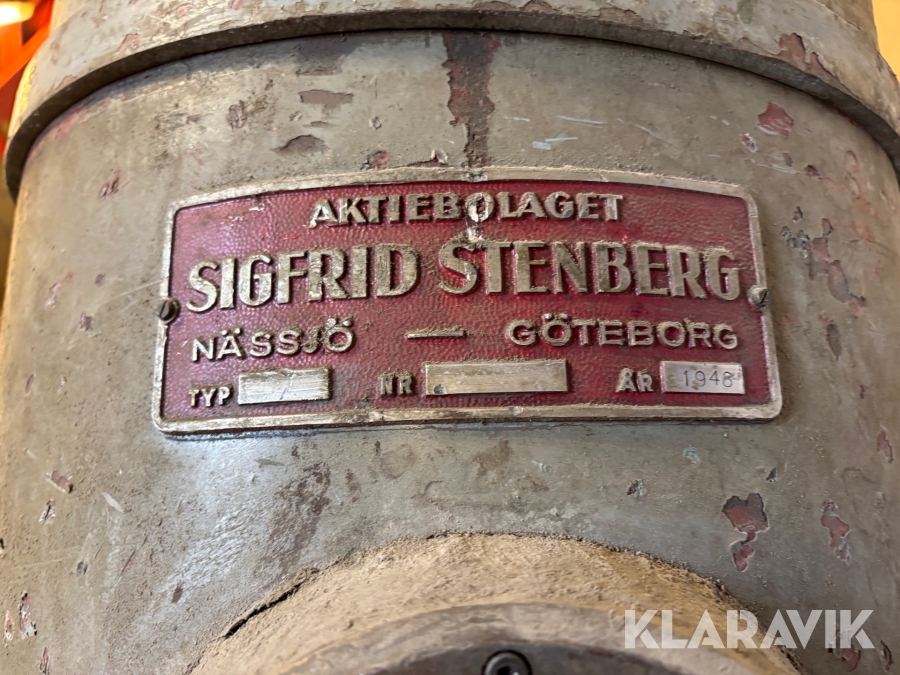 AKTIEBOLAGET
SIGFRID STENBERG
NÄSSJÖ — GÖTEBORG
TYP NR ÅR 1948
KLARAVIK